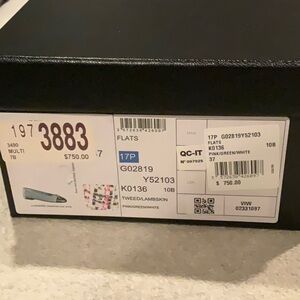 197
3883
3490
MULTI
7B
$750.00
7
FLATS
17P
G02819
Y52103
K0136
10B
TWEED/LAMBSKIN
PINK/GREEN/WHITE
QC-IT
17P G02819Y52103
FLATS
K0136
10B
PINK/GREEN/WHITE
37
$ 750.00
VIW
02331097